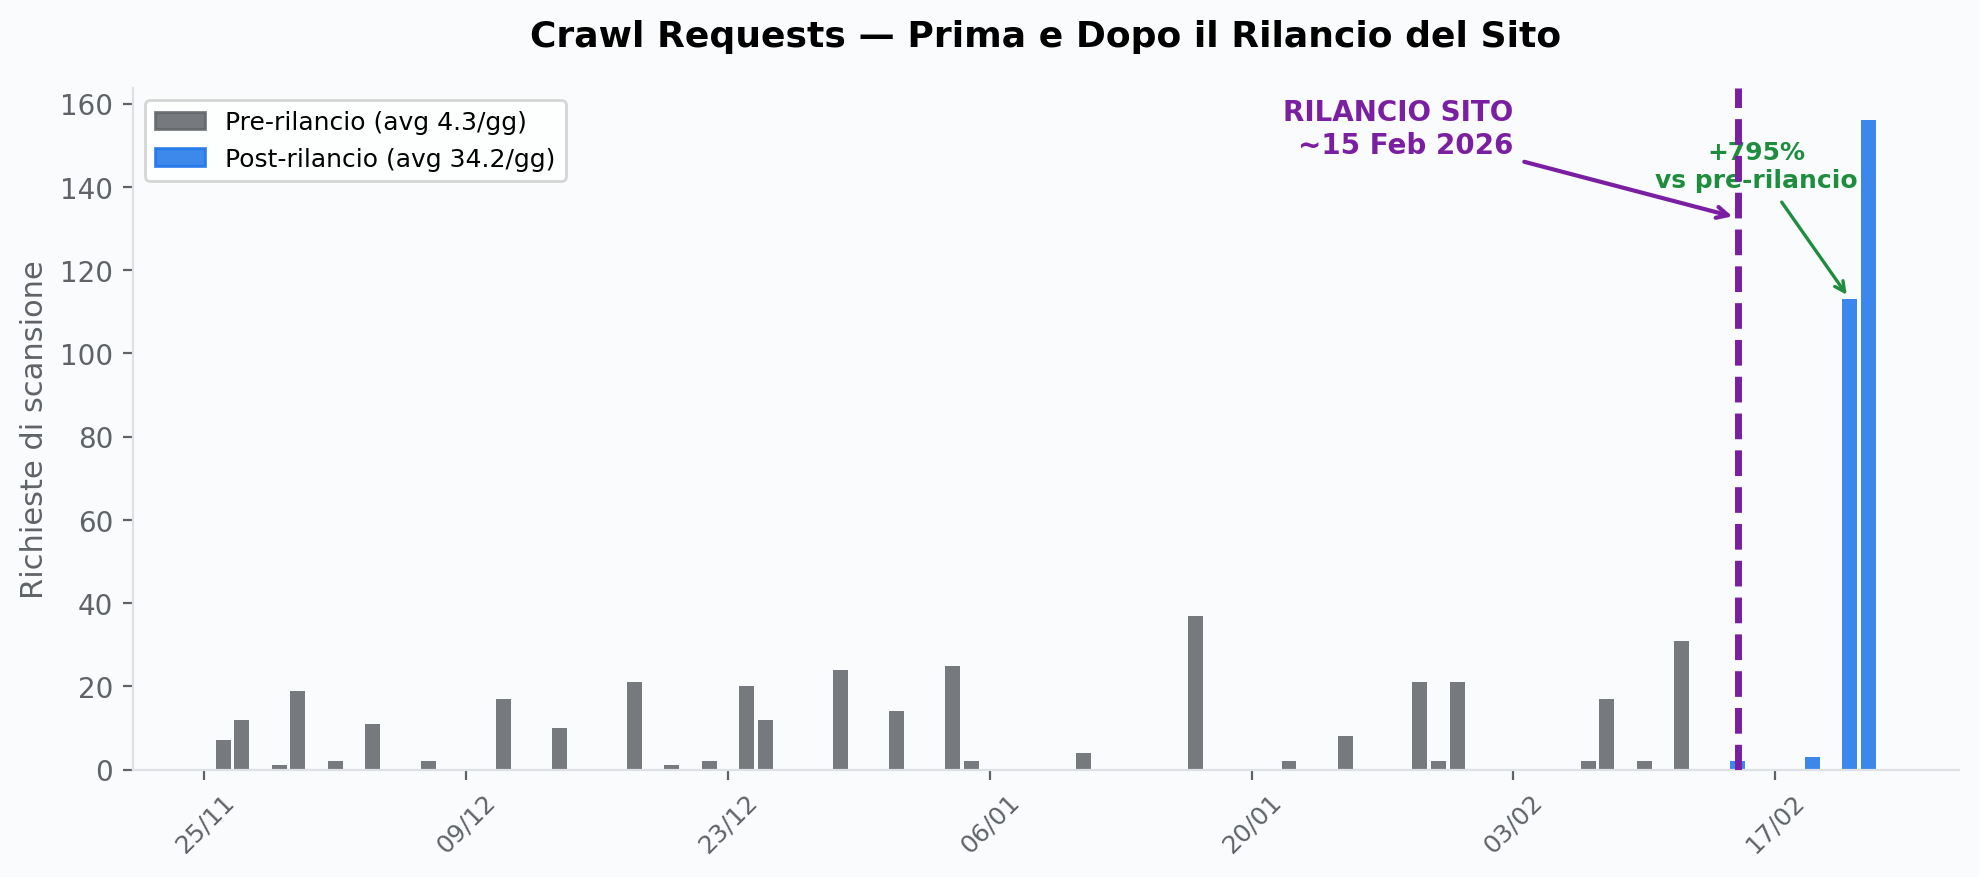 Crawl Requests — Prima e Dopo il Rilancio del Sito
Pre-rilancio (avg 4.3/gg)
Post-rilancio (avg 34.2/gg)
RILANCIO SITO
~15 Feb 2026
+795%
vs pre-rilancio
Richieste di scansione
160
140
120
100
80
60
40
20
0
25/11
09/12
23/12
06/01
20/01
03/02
17/02